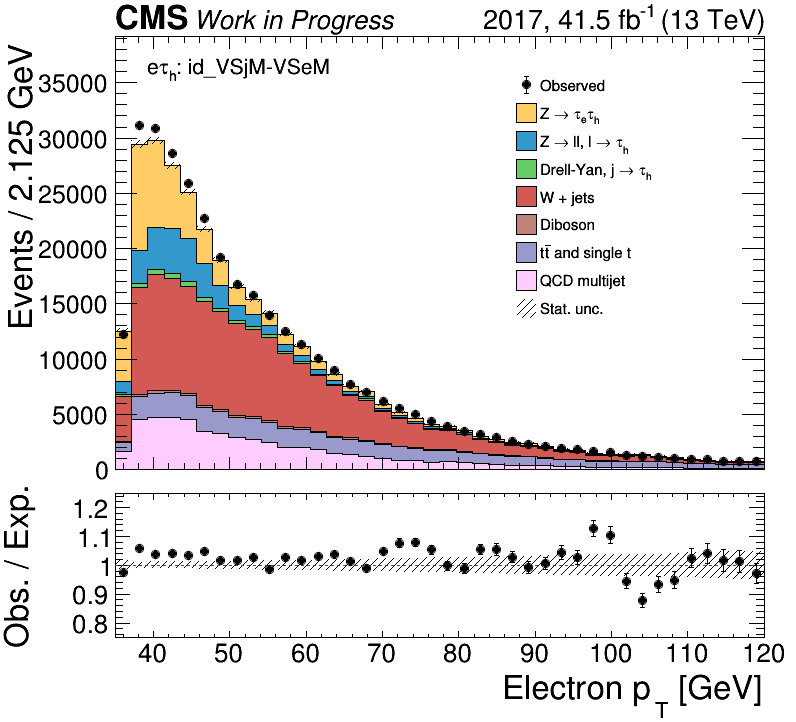 CMS Work in Progress 2017, 41.5 fb⁻¹ (13 TeV)
eτₕ: id_VSjM-VSeM
Events / 2.125 GeV
35000
30000
25000
20000
15000
10000
5000
0
Observed
Z → τₑτₕ
Z → ll, l → τₕ
Drell-Yan, j → τₕ
W + jets
Diboson
tt̄ and single t
QCD multijet
Stat. unc.
Obs. / Exp.
1.2
1.1
1
0.9
0.8
40 50 60 70 80 90 100 110 120
Electron p_T [GeV]